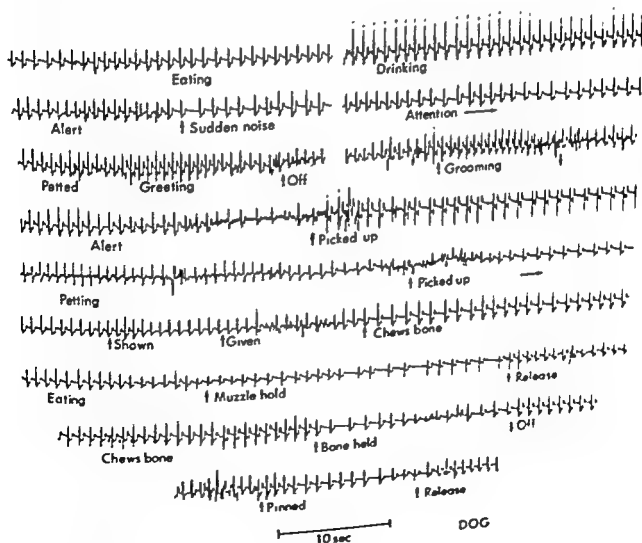 Eating Drinking
Alert ↑ Sudden noise Attention →
Petted Greeting ↑Off ↑ Grooming ↑
Alert ↑Picked up
Petting ↑ Picked up →
↑Shown ↑Given ↑ Chews bone
Eating ↑ Muzzle hold ↑ Release
Chews bone ↑ Bone held ↑Off
↑Pinned ↑ Release
10 sec DOG